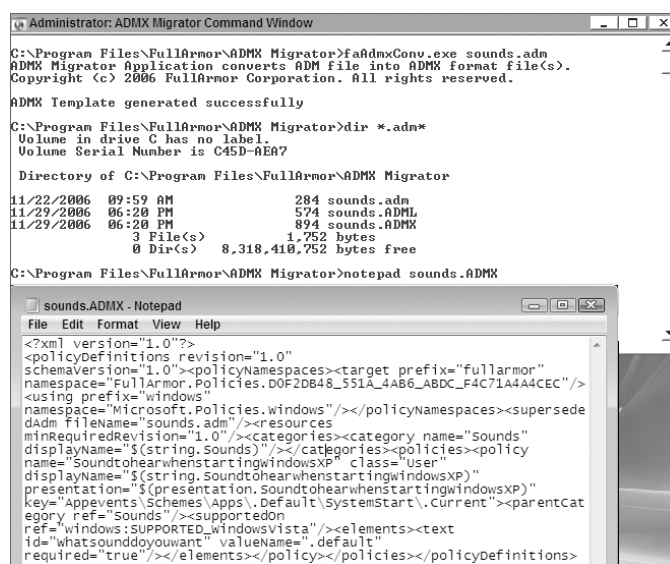 Administrator: ADMX Migrator Command Window
C:\Program Files\FullArmor\ADMX Migrator>faAdmxConv.exe sounds.adm
ADMX Migrator Application converts ADM file into ADMX format file(s).
Copyright (c) 2006 FullArmor Corporation. All rights reserved.
ADMX Template generated successfully
C:\Program Files\FullArmor\ADMX Migrator>dir *.adm*
Volume in drive C has no label.
Volume Serial Number is C45D-AEA7
Directory of C:\Program Files\FullArmor\ADMX Migrator
11/22/2006 09:59 AM 284 sounds.adm
11/29/2006 06:20 PM 574 sounds.ADML
11/29/2006 06:20 PM 894 sounds.ADMX
3 File(s) 1,752 bytes
0 Dir(s) 8,318,410,752 bytes free
C:\Program Files\FullArmor\ADMX Migrator>notepad sounds.ADMX
sounds.ADMX - Notepad
File Edit Format View Help
<?xml version="1.0"?>
<policyDefinitions revision="1.0"
schemaVersion="1.0"><policyNamespaces><target prefix="fullarmor"
namespace="FullArmor.Policies.D0F2DB48_551A_4AB6_ABDC_F4C71A4A4CEC"/>
<using prefix="windows"
namespace="Microsoft.Policies.Windows"/></policyNamespaces><supersede
dAdm fileName="sounds.adm"/><resources
minRequiredRevision="1.0"/><categories><category name="Sounds"
displayName="$(string.Sounds)"/></categories><policies><policy
name="SoundtohearwhenstartingWindowsXP" class="User"
displayName="$(string.SoundtohearwhenstartingWindowsXP)"
presentation="$(presentation.SoundtohearwhenstartingWindowsXP)"
key="Appevents\Schemes\Apps\.Default\SystemStart\.Current"><parentCat
egory ref="Sounds"/><supportedOn
ref="windows:SUPPORTED_WindowsVista"/><elements><text
id="Whatsounddoyouwant" valueName=".default"
required="true"/></elements></policy></policies></policyDefinitions>